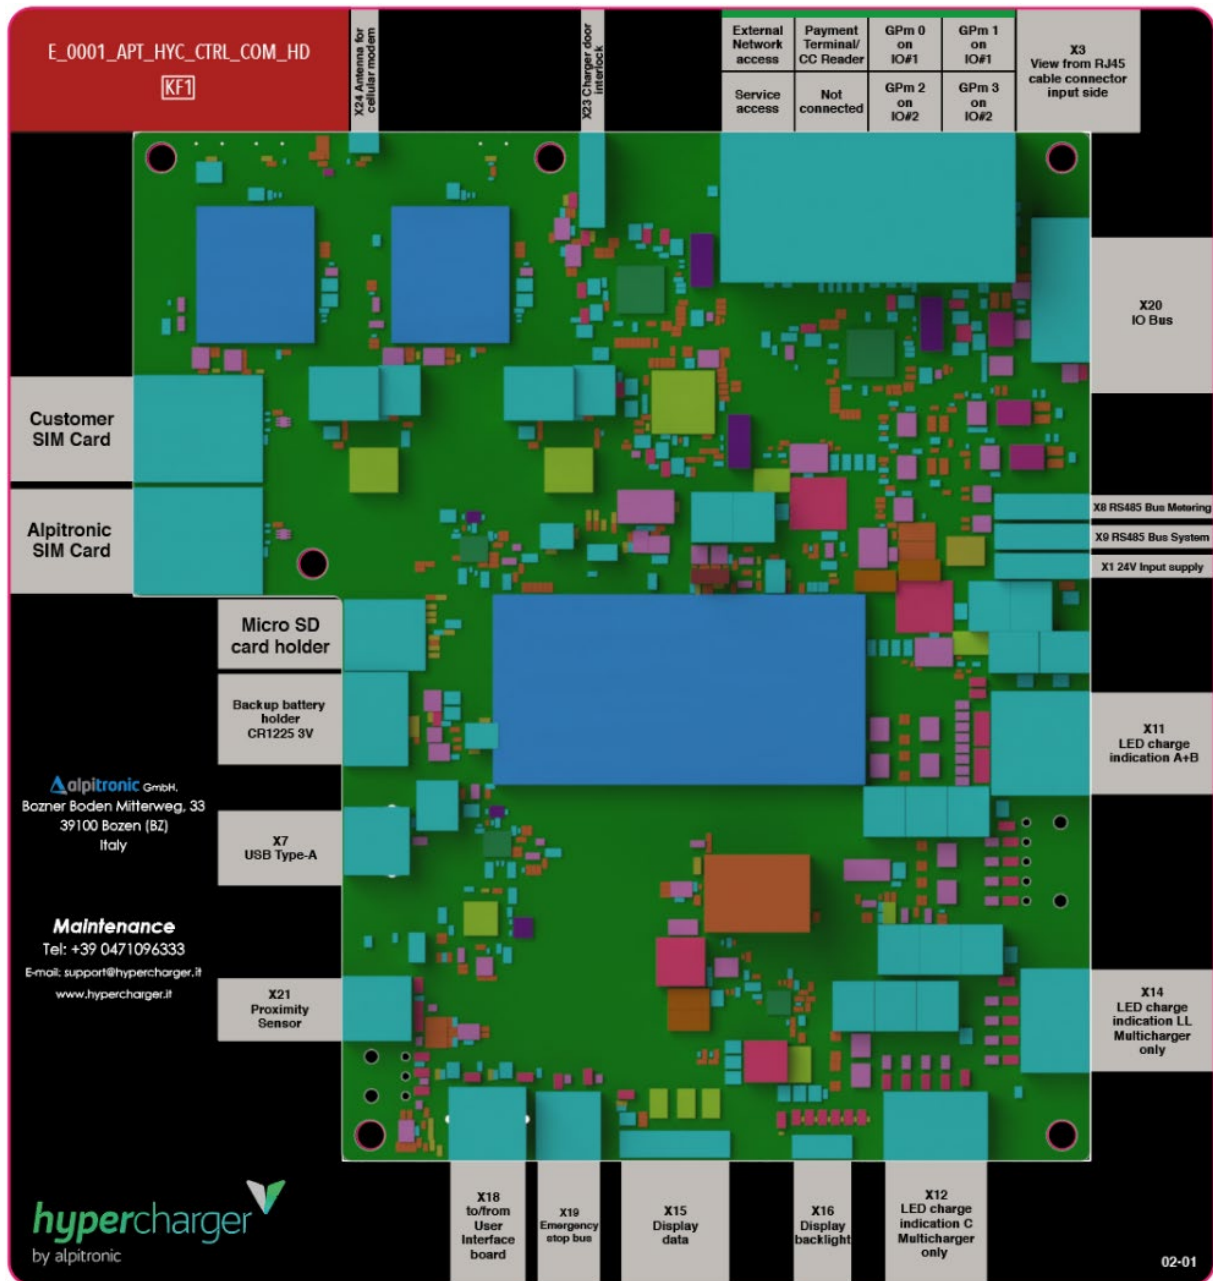 E_0001_APT_HYC_CTRL_COM_HD
KF1
X24 Antenna for
cellular modem
X23 Charger door
interlock
External
Network
access
Payment
Terminal/
CC Reader
GPm 0
on
IO#1
GPm 1
on
IO#1
Service
access
Not
connected
GPm 2
on
IO#2
GPm 3
on
IO#2
X3
View from RJ45
cable connector
input side
X20
IO Bus
Customer
SIM Card
Alpitronic
SIM Card
X8 RS485 Bus Metering
X9 RS485 Bus System
X1 24V Input supply
Micro SD
card holder
Backup battery
holder
CR1225 3V
X11
LED charge
indication A+B
alpitronic GmbH.
Bozner Boden Mitterweg, 33
39100 Bozen (BZ)
Italy
X7
USB Type-A
Maintenance
Tel: +39 0471096333
E-mail: support@hypercharger.it
www.hypercharger.it
X21
Proximity
Sensor
X14
LED charge
indication LL
Multicharger
only
X18
to/from
User
Interface
board
X19
Emergency
stop bus
X15
Display
data
X16
Display
backlight
X12
LED charge
indication C
Multicharger
only
hypercharger
by alpitronic
02-01